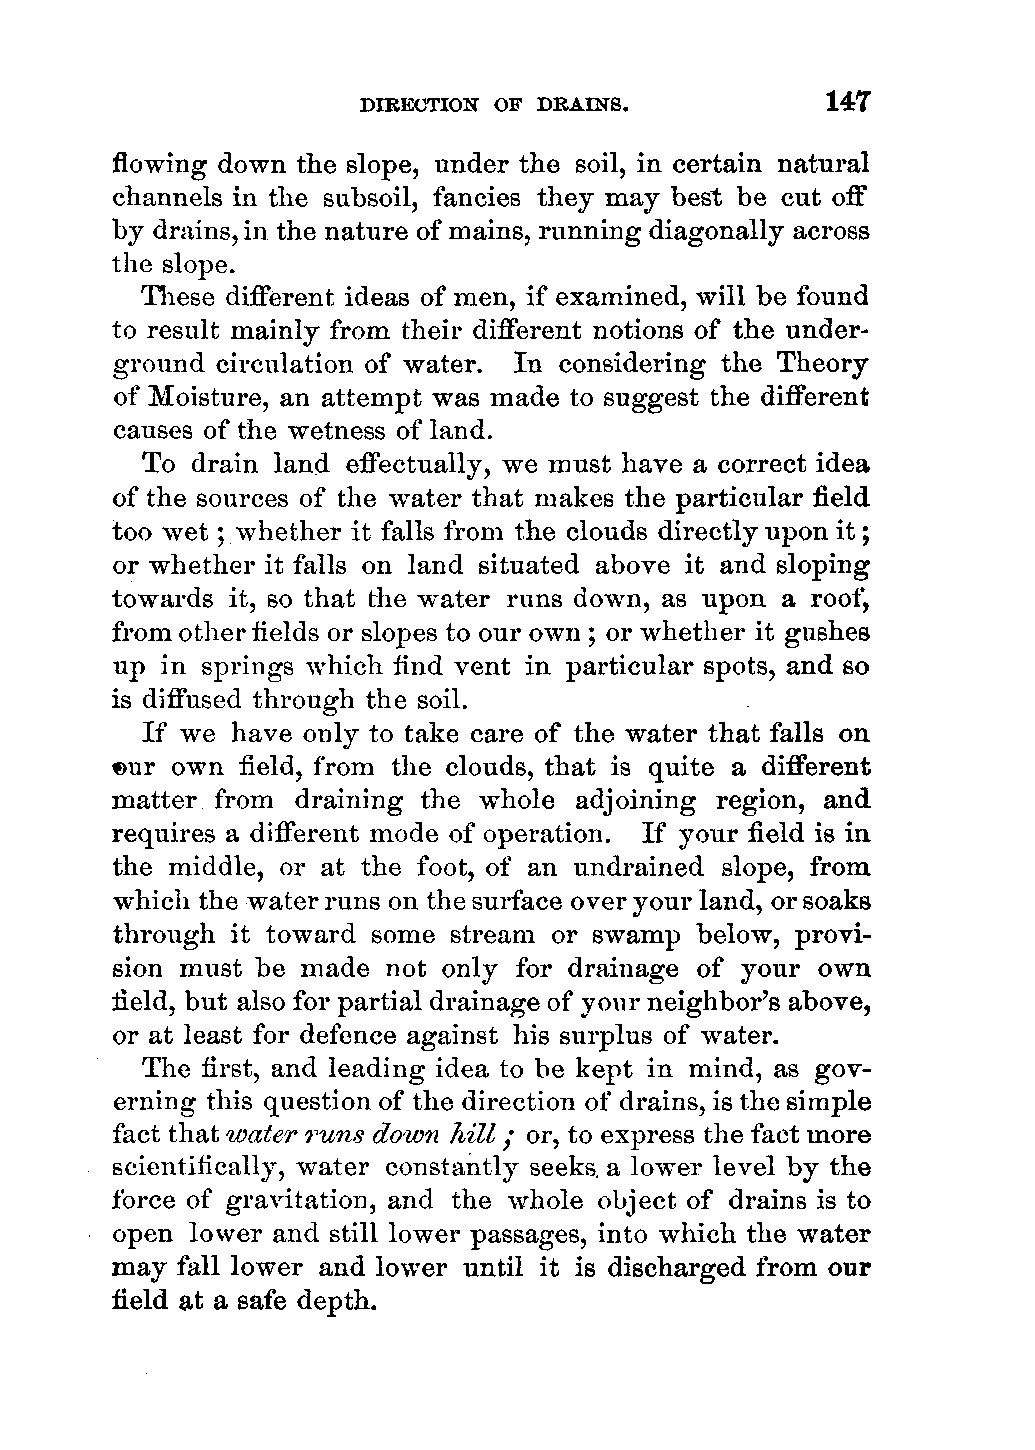 DIRECTION OF DRAINS. 147
flowing down the slope, under the soil, in certain natural
channels in the subsoil, fancies they may best be cut off
by drains, in the nature of mains, running diagonally across
the slope.
These different ideas of men, if examined, will be found
to result mainly from their different notions of the under-
ground circulation of water. In considering the Theory
of Moisture, an attempt was made to suggest the different
causes of the wetness of land.
To drain land effectually, we must have a correct idea
of the sources of the water that makes the particular field
too wet ; whether it falls from the clouds directly upon it ;
or whether it falls on land situated above it and sloping
towards it, so that the water runs down, as upon a roof,
from other fields or slopes to our own ; or whether it gushes
up in springs which find vent in particular spots, and so
is diffused through the soil.
If we have only to take care of the water that falls on
our own field, from the clouds, that is quite a different
matter from draining the whole adjoining region, and
requires a different mode of operation. If your field is in
the middle, or at the foot, of an undrained slope, from
which the water runs on the surface over your land, or soaks
through it toward some stream or swamp below, provi-
sion must be made not only for drainage of your own
field, but also for partial drainage of your neighbor's above,
or at least for defence against his surplus of water.
The first, and leading idea to be kept in mind, as gov-
erning this question of the direction of drains, is the simple
fact that water runs down hill ; or, to express the fact more
scientifically, water constantly seeks a lower level by the
force of gravitation, and the whole object of drains is to
open lower and still lower passages, into which the water
may fall lower and lower until it is discharged from our
field at a safe depth.